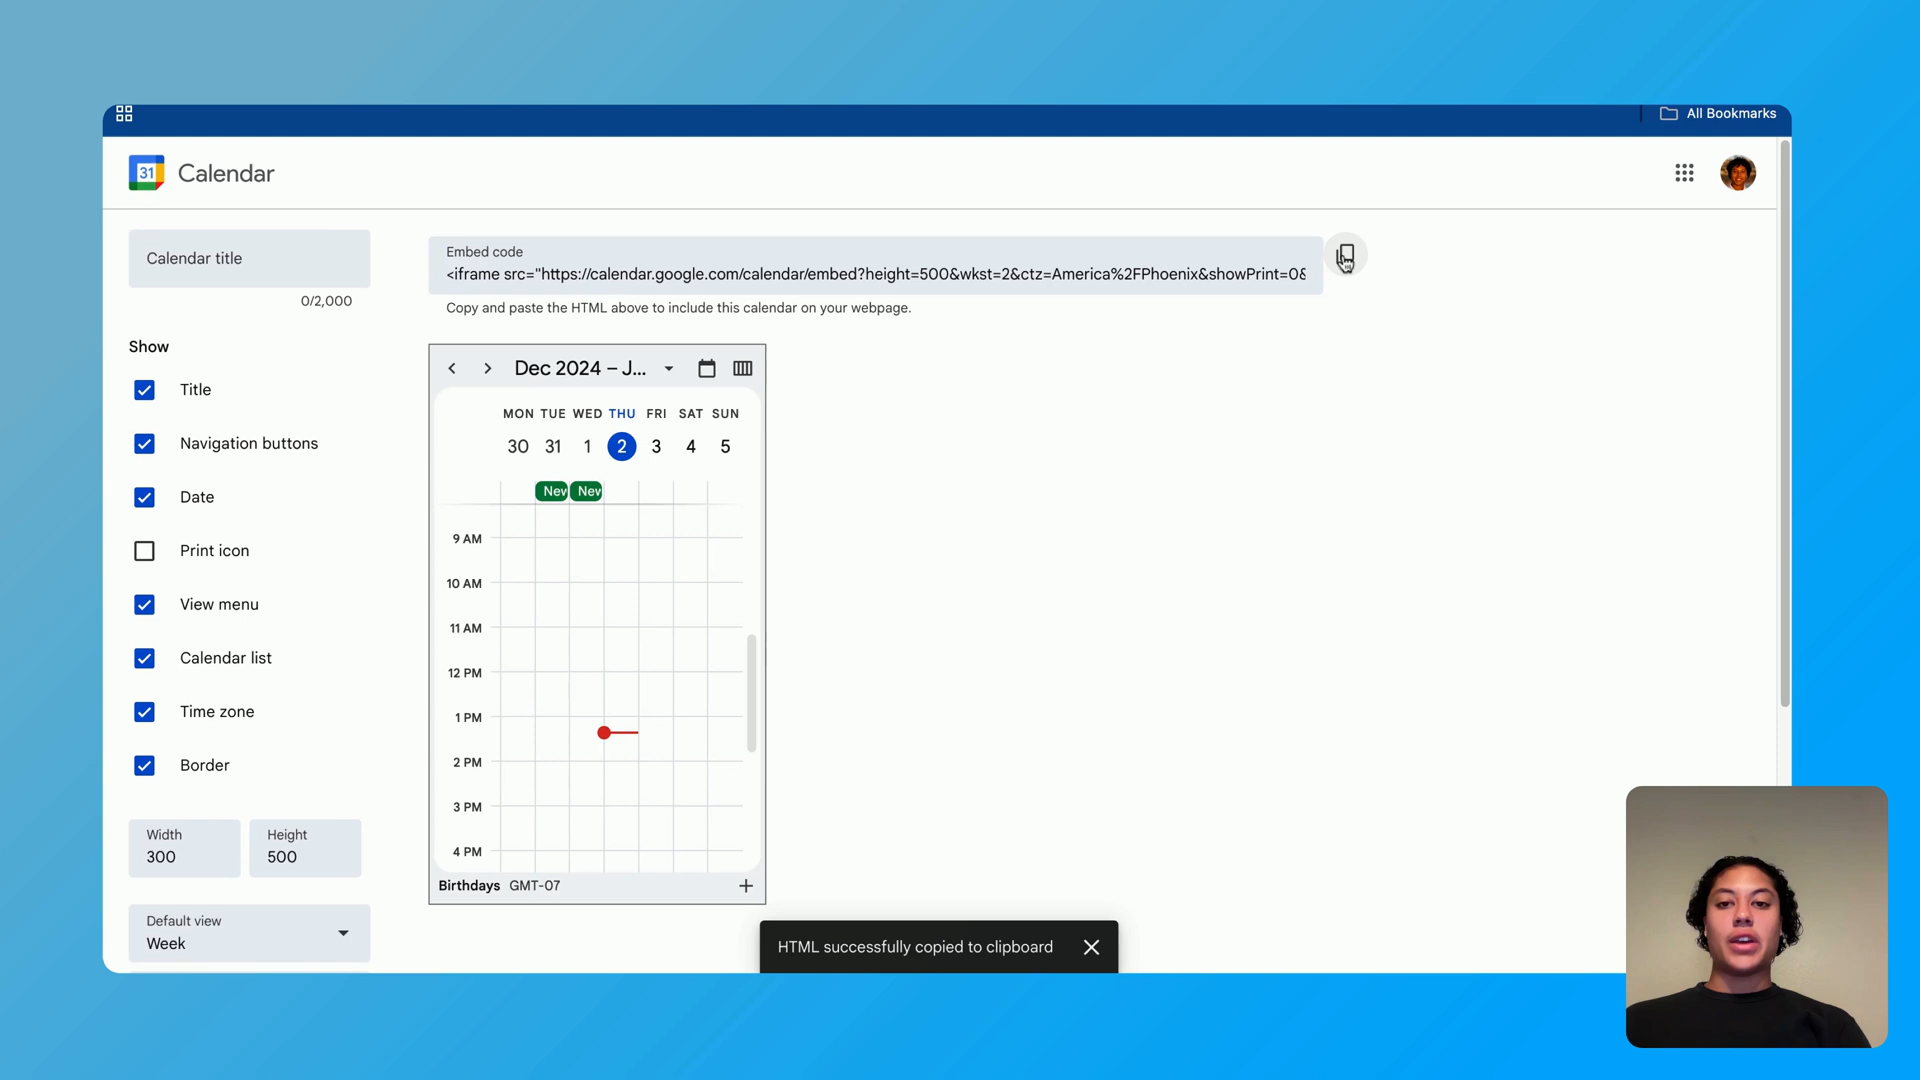 All Bookmarks
31 Calendar
Calendar title
0/2,000
Embed code
<iframe src="https://calendar.google.com/calendar/embed?height=500&wkst=2&ctz=America%2FPhoenix&showPrint=0&
Copy and paste the HTML above to include this calendar on your webpage.
Show
Title
Navigation buttons
Date
Print icon
View menu
Calendar list
Time zone
Border
Width
300
Height
500
Default view
Week
Dec 2024 – J...
MON TUE WED THU FRI SAT SUN
30 31 1 2 3 4 5
Nev Nev
9 AM
10 AM
11 AM
12 PM
1 PM
2 PM
3 PM
4 PM
Birthdays GMT-07
HTML successfully copied to clipboard